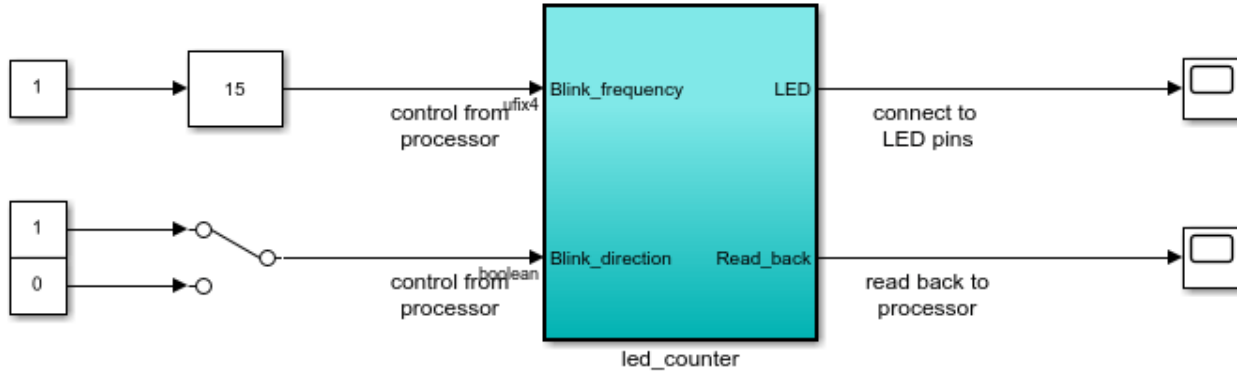 1
15
Blink_frequency
LED
ufix4
control from
processor
connect to
LED pins
1
0
Blink_direction
Read_back
boolean
control from
processor
read back to
processor
led_counter